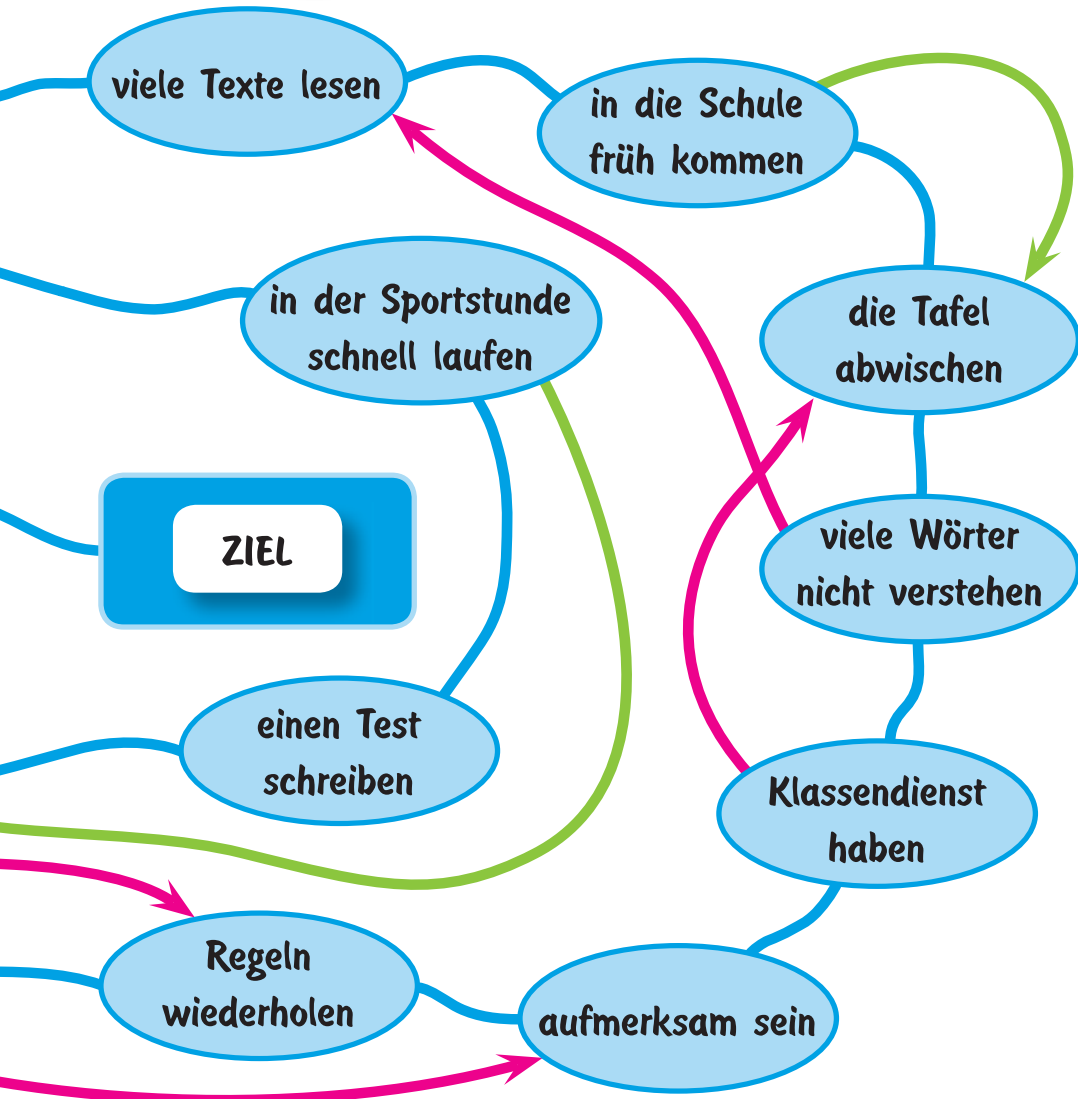 viele Texte lesen
in die Schule
früh kommen
in der Sportstunde
schnell laufen
die Tafel
abwischen
ZIEL
viele Wörter
nicht verstehen
einen Test
schreiben
Klassendienst
haben
Regeln
wiederholen
aufmerksam sein